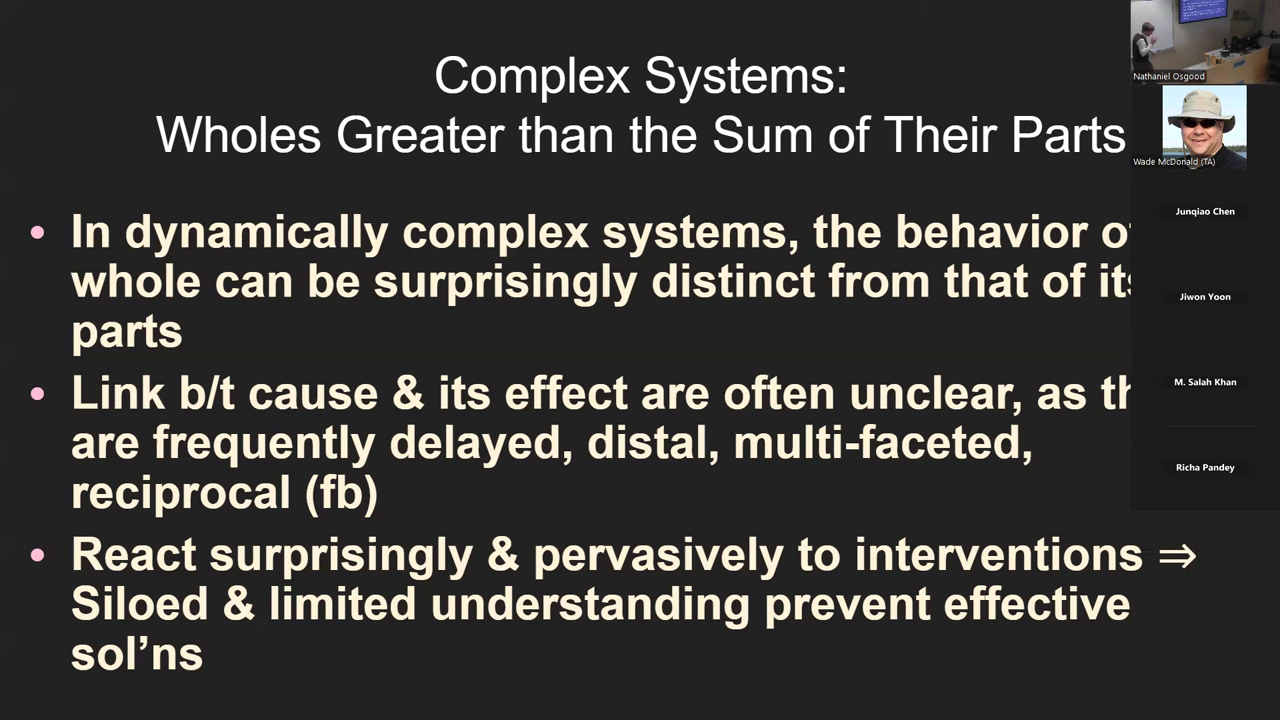 Complex Systems:
Wholes Greater than the Sum of Their Parts
In dynamically complex systems, the behavior
whole can be surprisingly distinct from that of its
parts
Link b/t cause & its effect are often unclear, as
are frequently delayed, distal, multi-faceted,
reciprocal (fb)
React surprisingly & pervasively to interventions ⇒
Siloed & limited understanding prevent effective
sol’ns
Nathaniel Osgood
Wade McDonald (TA)
Junqiao Chen
Jiwon Yoon
M. Salah Khan
Richa Pandey